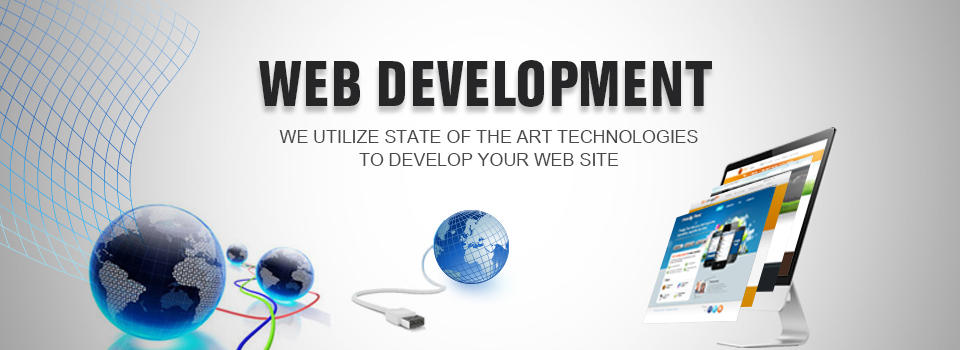 WEB DEVELOPMENT
WE UTILIZE STATE OF THE ART TECHNOLOGIES
TO DEVELOP YOUR WEB SITE